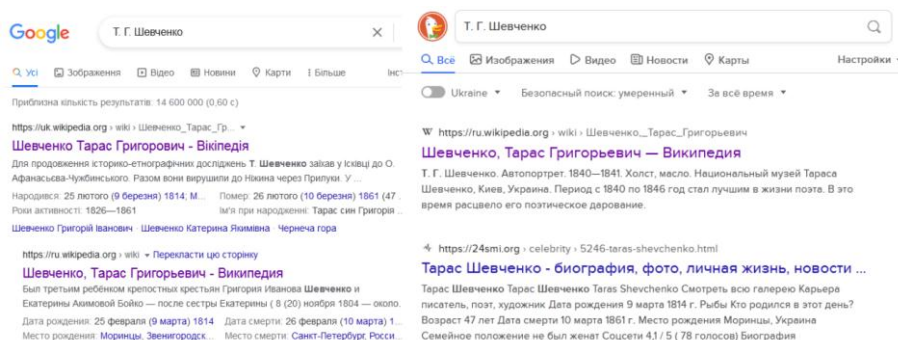 Google
Т. Г. Шевченко
Усі Зображення Відео Новини Карти Більше Інст
Приблизна кількість результатів: 14 600 000 (0,60 с)
https://uk.wikipedia.org › wiki › Шевченко_Тарас_Гр...
Шевченко Тарас Григорович - Вікіпедія
Для продовження історико-етнографічних досліджень Т. Шевченко заїхав у Ісківці до О.
Афанасьєва-Чужбинського. Разом вони вирушили до Ніжина через Прилуки. У ...
Народився: 25 лютого (9 березня) 1814; М... Помер: 26 лютого (10 березня) 1861 (47 ...
Роки активності: 1826—1861 Ім'я при народженні: Тарас син Григорія ...
Шевченко Григорій Іванович · Шевченко Катерина Якимівна · Чернеча гора
https://ru.wikipedia.org › wiki Перекласти цю сторінку
Шевченко, Тарас Григорьевич - Википедия
Был третьим ребёнком крепостных крестьян Григория Ивановича Шевченко и
Екатерины Акимовой Бойко — после сестры Екатерины ( 8 (20) ноября 1804 — около.
Дата рождения: 25 февраля (9 марта) 1814 Дата смерти: 26 февраля (10 марта) 1...
Место рождения: Моринцы, Звенигородск... Место смерти: Санкт-Петербург, Росси...
Т. Г. Шевченко
Всё Изображения Видео Новости Карты Настройки
Ukraine Безопасный поиск: умеренный За всё время
W https://ru.wikipedia.org › wiki › Шевченко,_Тарас_Григорьевич
Шевченко, Тарас Григорьевич — Википедия
Т. Г. Шевченко. Автопортрет. 1840—1841. Холст, масло. Национальный музей Тараса
Шевченко, Киев, Украина. Период с 1840 по 1846 год стал лучшим в жизни поэта. В это
время расцвело его поэтическое дарование.
https://24smi.org › celebrity › 5246-taras-shevchenko.html
Тарас Шевченко - биография, фото, личная жизнь, новости ...
Тарас Шевченко Тарас Шевченко Taras Shevchenko Смотреть всю галерею Карьера
писатель, поэт, художник Дата рождения 9 марта 1814 г. Рыбы Кто родился в этот день?
Возраст 47 лет Дата смерти 10 марта 1861 г. Место рождения Моринцы, Украина
Семейное положение не был женат Соцсети 4,1 / 5 ( 78 голосов) Биография